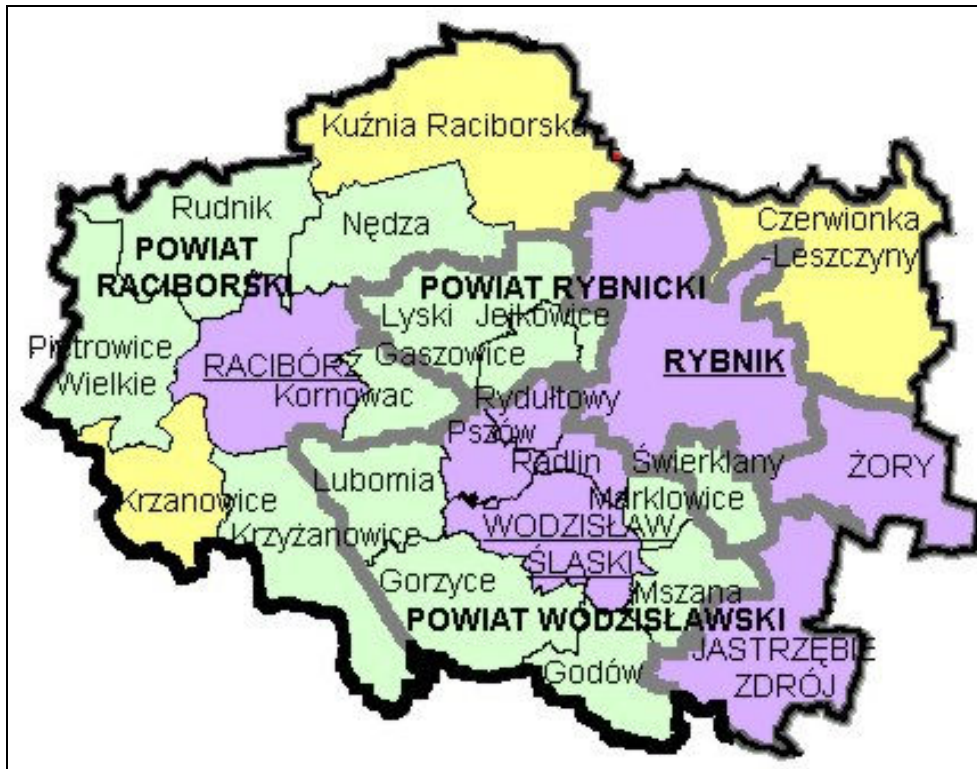 Kuźnia Raciborska
Rudnik
Nędza
Czerwionka
-Leszczyny
POWIAT
RACIBORSKI
POWIAT RYBNICKI
Lyski
Jejkowice
Pietrowice
Wielkie
RACIBÓRZ
Gaszowice
RYBNIK
Kornowac
Rydułtowy
Pszów
Radlin
Świerklany
ŻORY
Lubomia
Marklowice
Krzanowice
Krzyżanowice
WODZISŁAW
ŚLĄSKI
Gorzyce
Mszana
POWIAT WODZISŁAWSKI
Godów
JASTRZĘBIE
ZDRÓJ